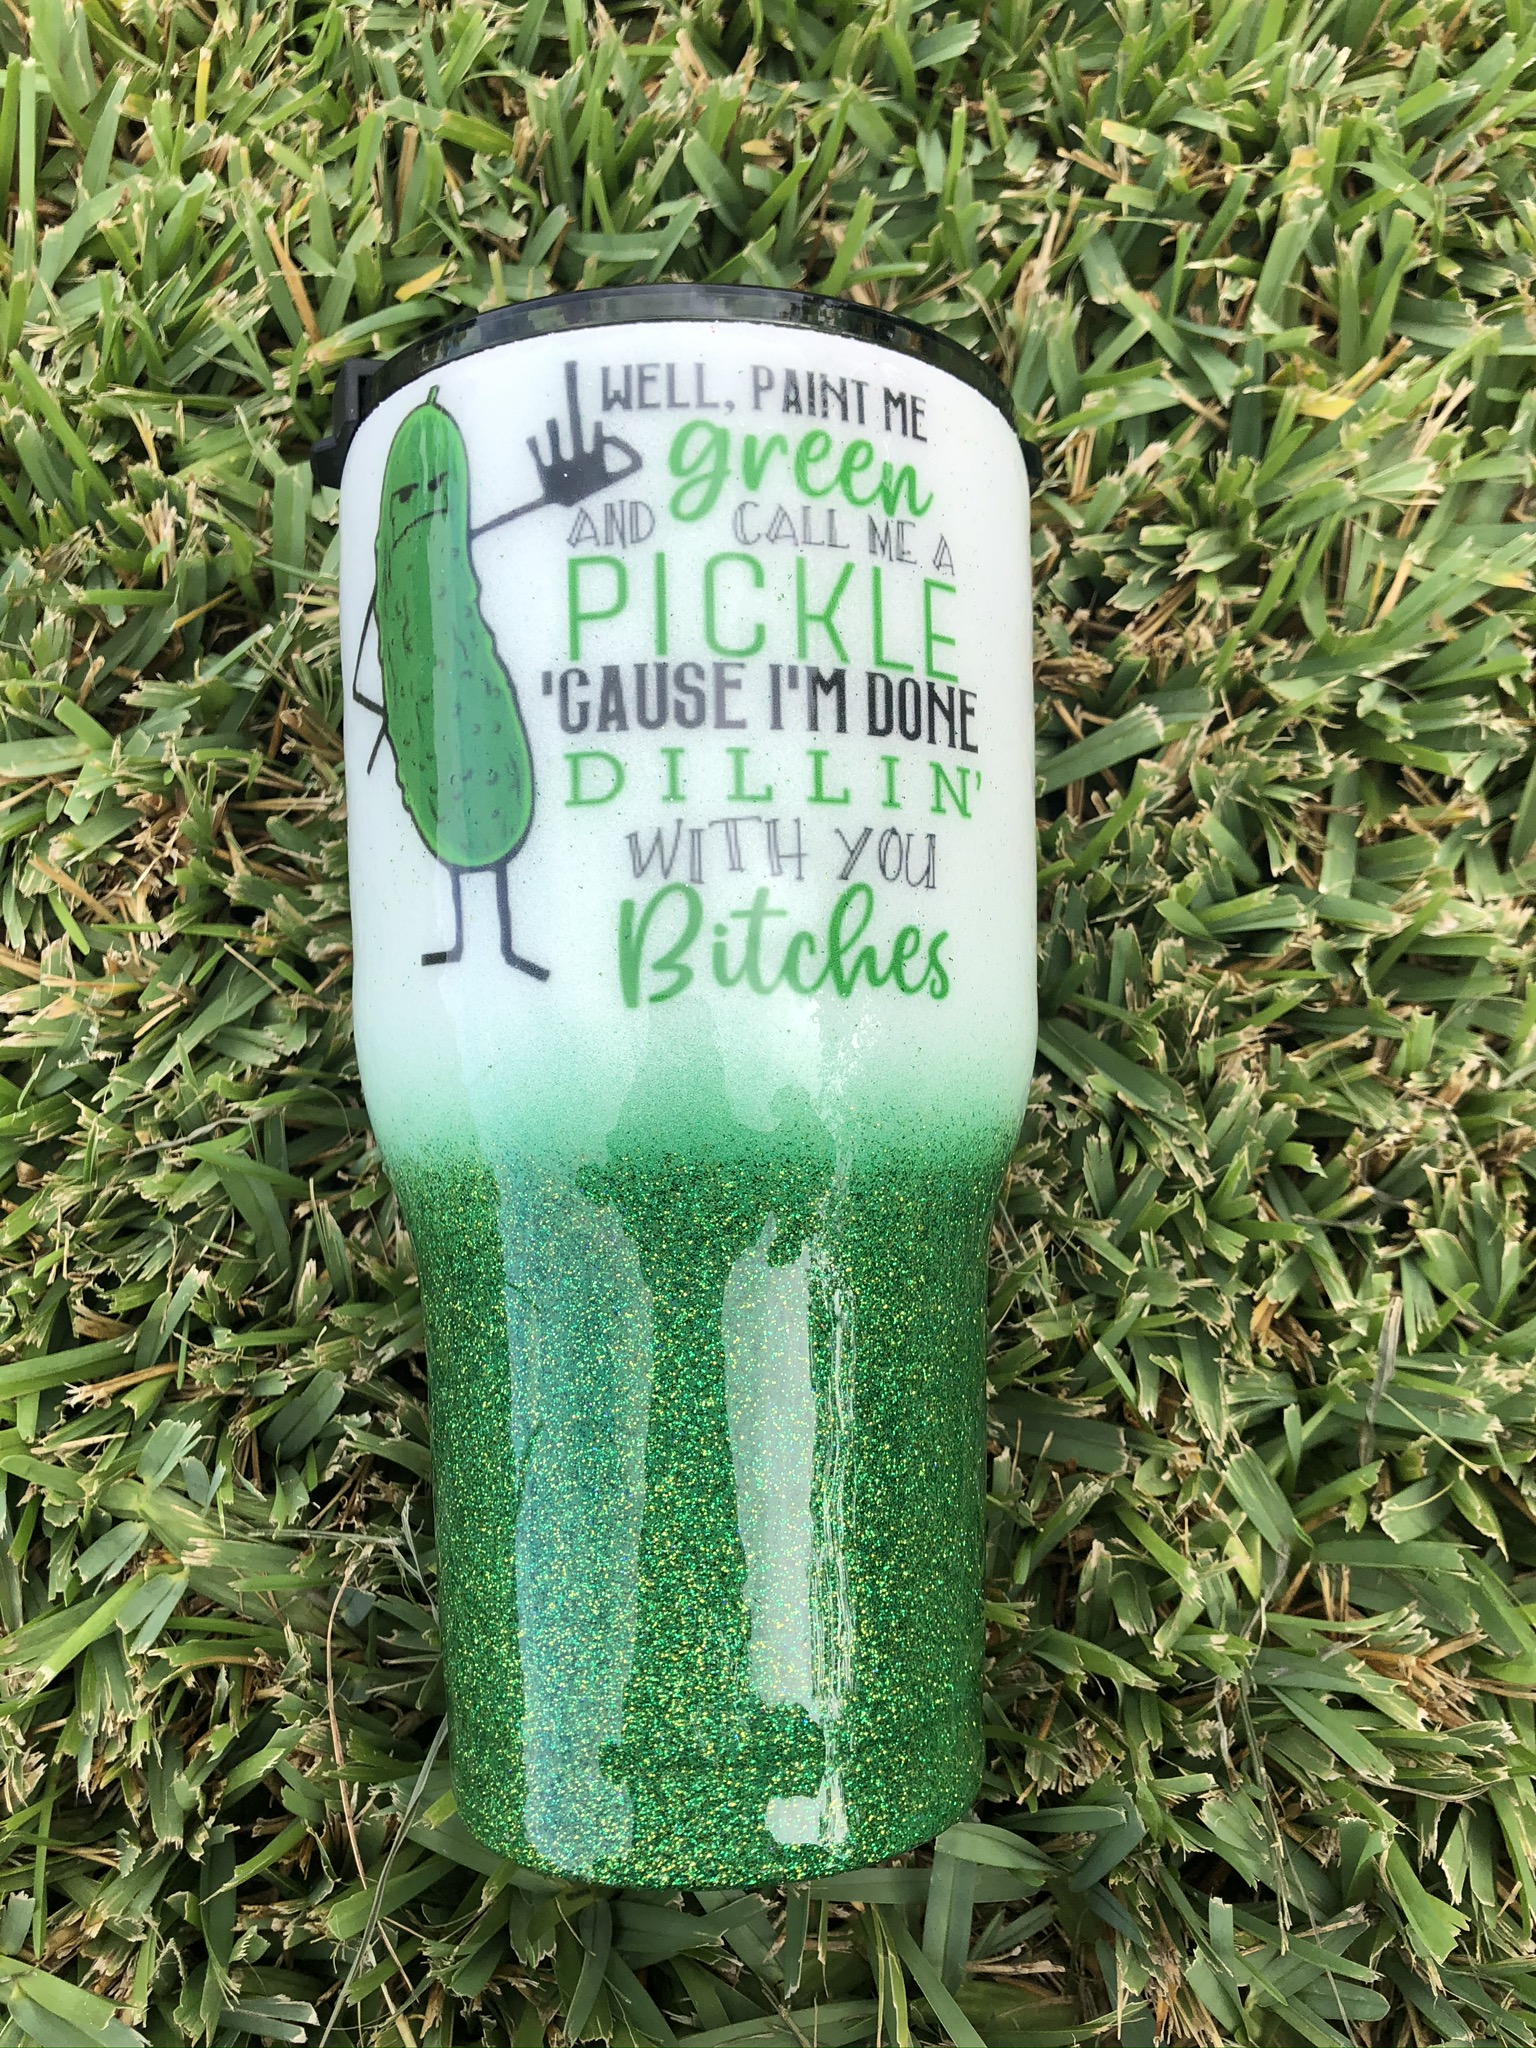 WELL, PAINT ME
green
AND CALL ME A
PICKLE
'CAUSE I'M DONE
DILLIN'
WITH YOU
Bitches